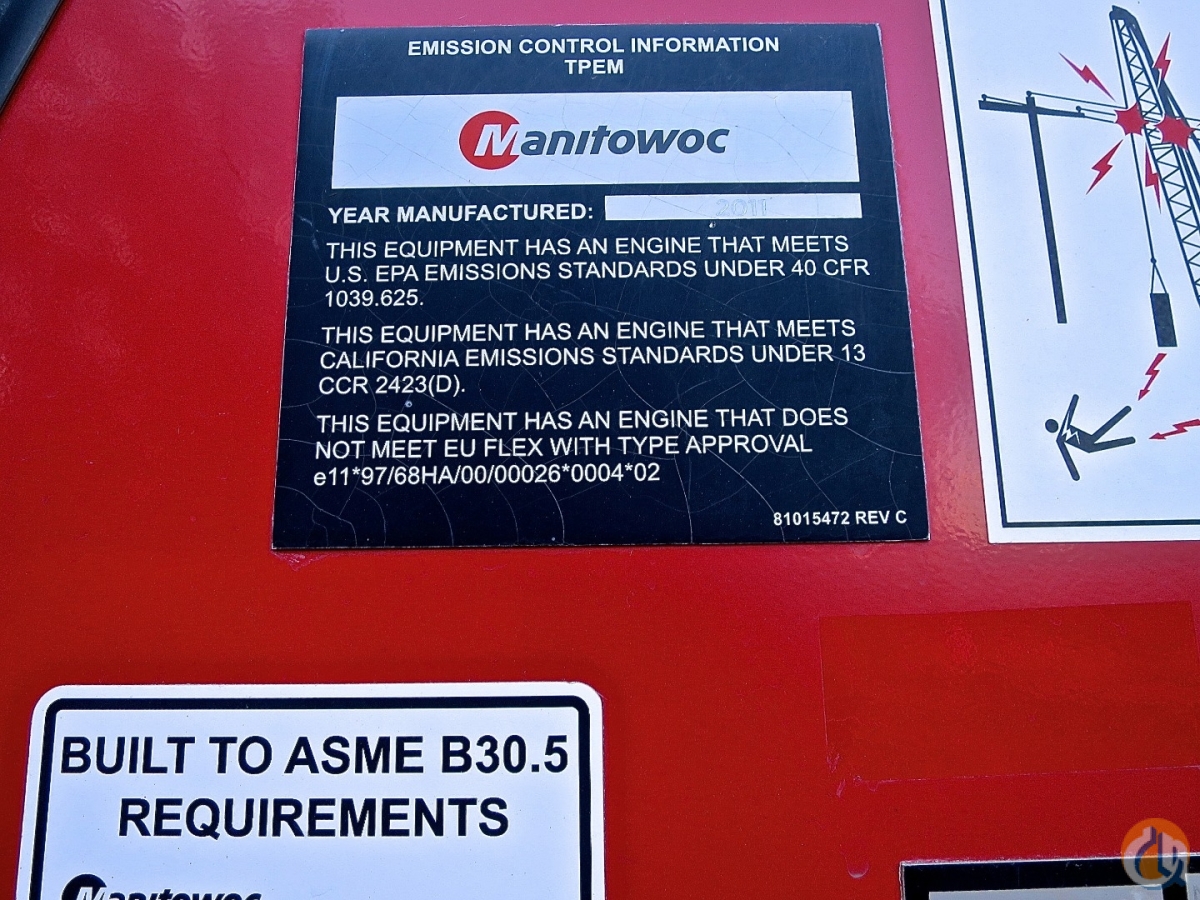 EMISSION CONTROL INFORMATION
TPEM
Manitowoc
YEAR MANUFACTURED: 2011
THIS EQUIPMENT HAS AN ENGINE THAT MEETS
U.S. EPA EMISSIONS STANDARDS UNDER 40 CFR
1039.625.
THIS EQUIPMENT HAS AN ENGINE THAT MEETS
CALIFORNIA EMISSIONS STANDARDS UNDER 13
CCR 2423(D).
THIS EQUIPMENT HAS AN ENGINE THAT DOES
NOT MEET EU FLEX WITH TYPE APPROVAL
e11*97/68HA/00/00026*0004*02
81015472 REV C
BUILT TO ASME B30.5
REQUIREMENTS
Manitowoc